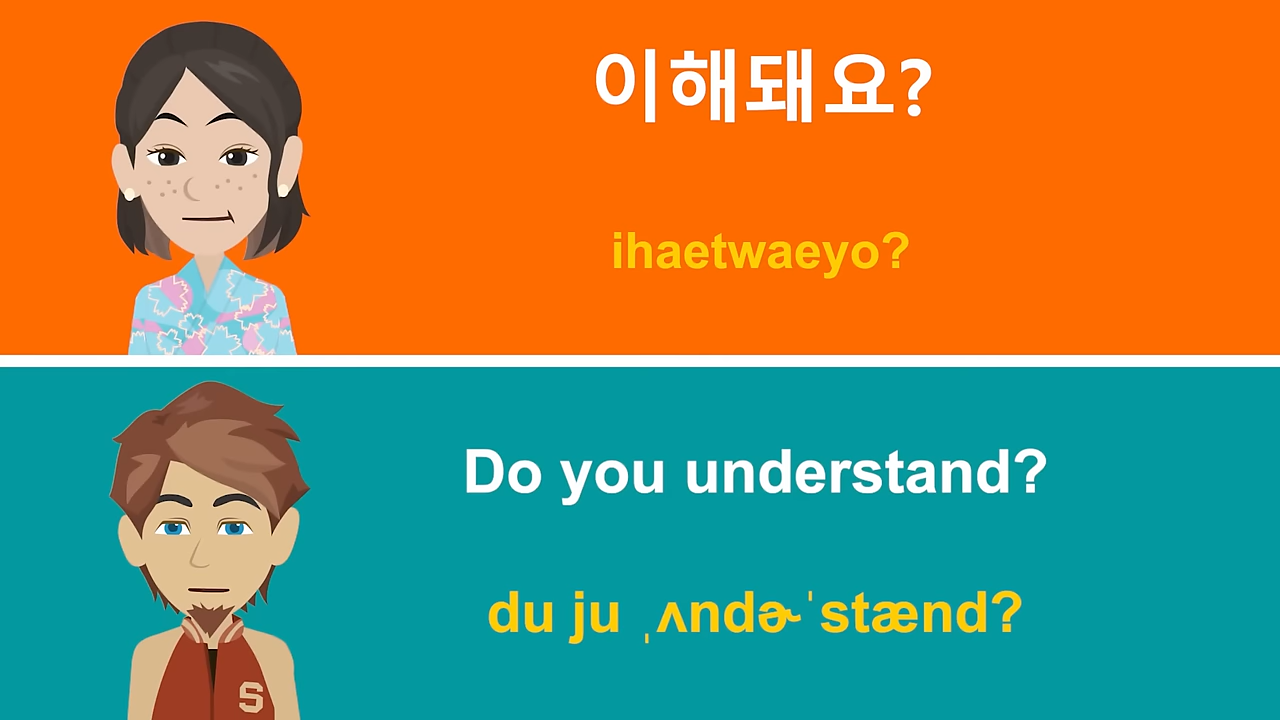 이해돼요?
ihaetwaeyo?
Do you understand?
du ju ˌʌndɚˈstænd?
S